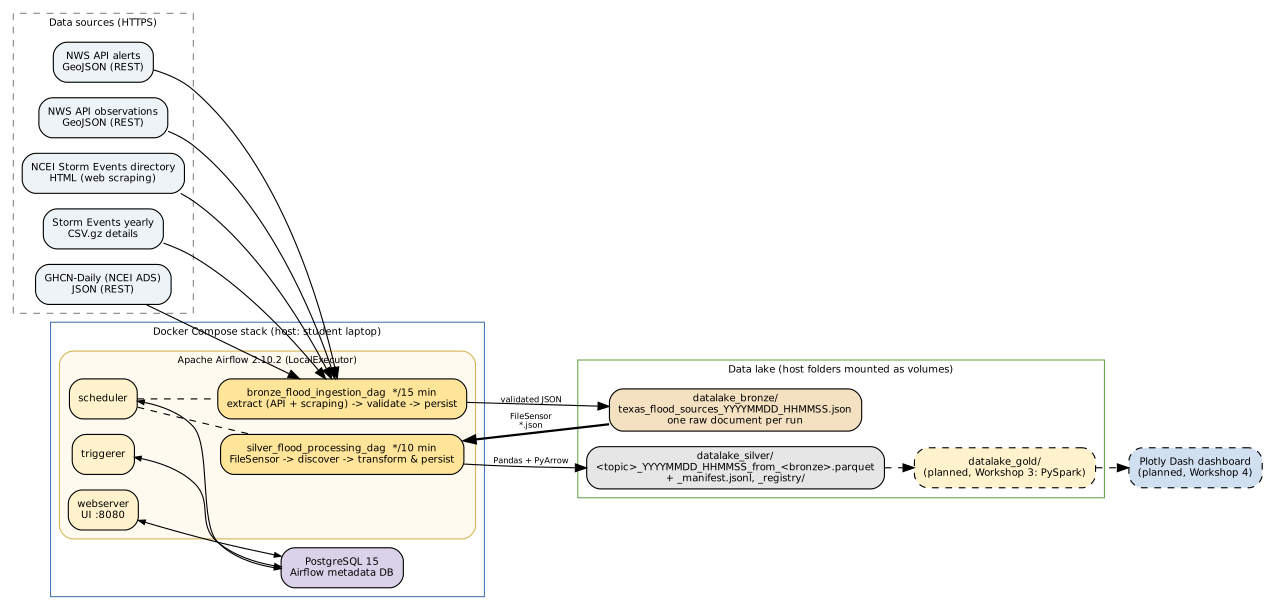 Data sources (HTTPS)
NWS API alerts
GeoJSON (REST)
NWS API observations
GeoJSON (REST)
NCEI Storm Events directory
HTML (web scraping)
Storm Events yearly
CSV.gz details
GHCN-Daily (NCEI ADS)
JSON (REST)
Docker Compose stack (host: student laptop)
Apache Airflow 2.10.2 (LocalExecutor)
scheduler
bronze_flood_ingestion_dag */15 min
extract (API + scraping) -> validate -> persist
triggerer
silver_flood_processing_dag */10 min
FileSensor -> discover -> transform & persist
webserver
UI :8080
PostgreSQL 15
Airflow metadata DB
validated JSON
FileSensor
*.json
Pandas + PyArrow
Data lake (host folders mounted as volumes)
datalake_bronze/
texas_flood_sources_YYYYMMDD_HHMMSS.json
one raw document per run
datalake_silver/
<topic>_YYYYMMDD_HHMMSS_from_<bronze>.parquet
+ _manifest.jsonl, _registry/
datalake_gold/
(planned, Workshop 3: PySpark)
Plotly Dash dashboard
(planned, Workshop 4)